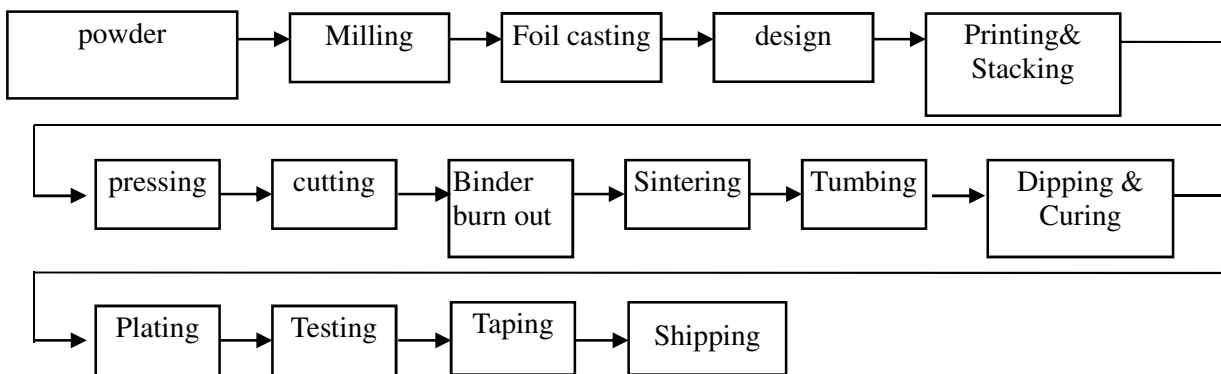 powder
Milling
Foil casting
design
Printing&
Stacking
pressing
cutting
Binder
burn out
Sintering
Tumbing
Dipping &
Curing
Plating
Testing
Taping
Shipping